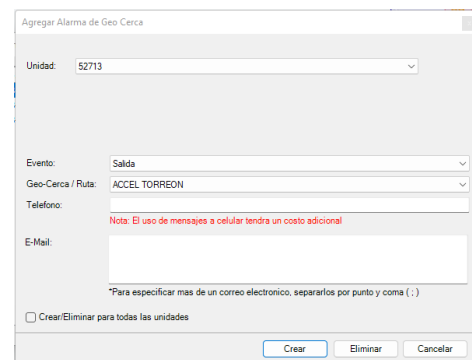 Agregar Alarma de Geo Cerca
Unidad: 52713
Evento: Salida
Geo-Cerca / Ruta: ACCEL TORREON
Telefono:
Nota: El uso de mensajes a celular tendra un costo adicional
E-Mail:
*Para especificar mas de un correo electronico, separarlos por punto y coma ( ; )
Crear/Eliminar para todas las unidades
Crear Eliminar Cancelar